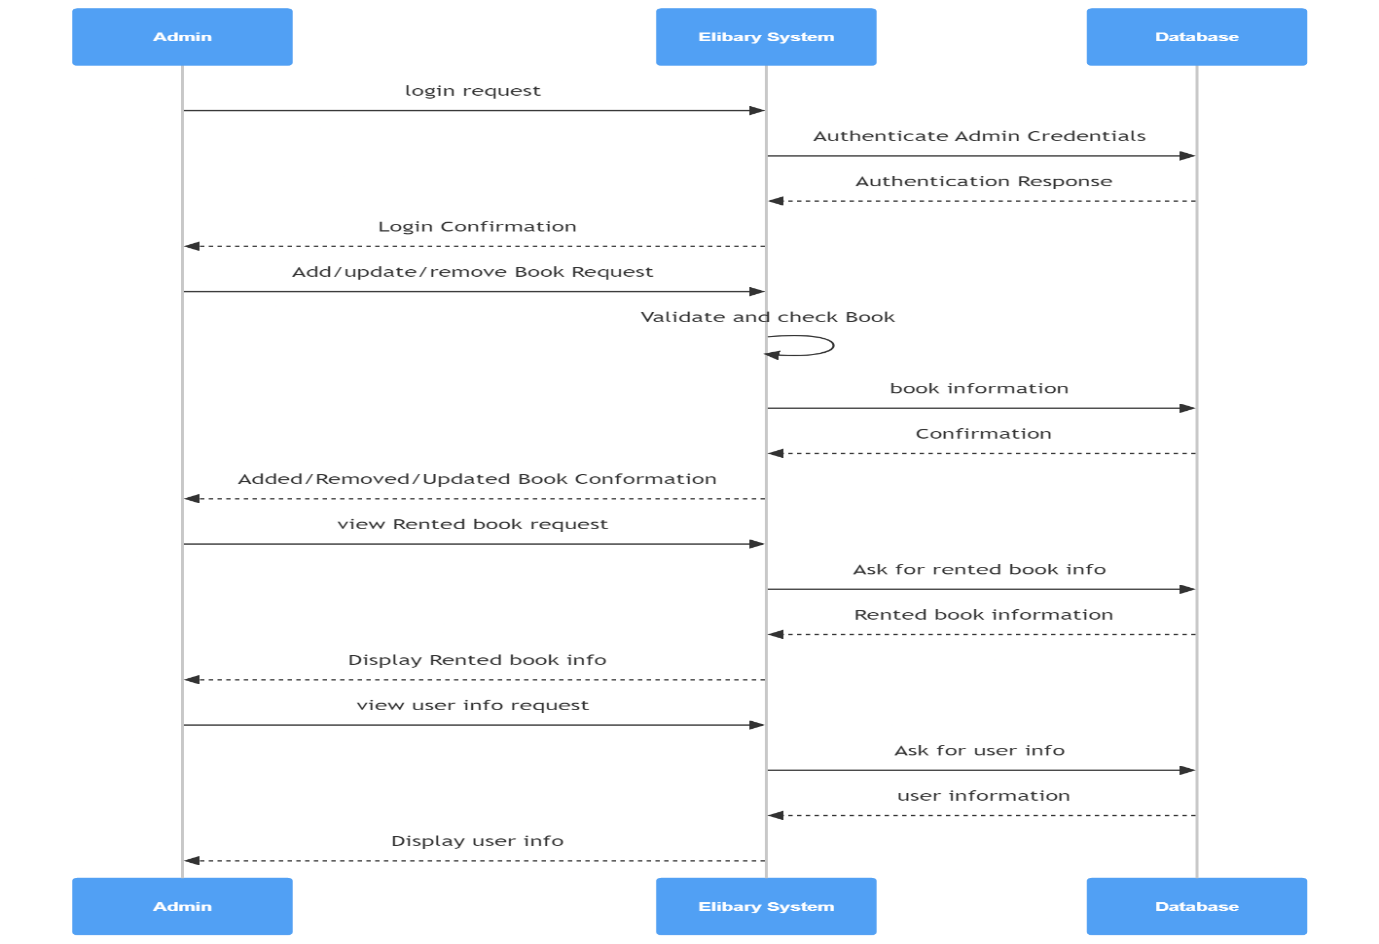 Admin
Elibary System
Database
login request
Authenticate Admin Credentials
Authentication Response
Login Confirmation
Add/update/remove Book Request
Validate and check Book
book information
Confirmation
Added/Removed/Updated Book Conformation
view Rented book request
Ask for rented book info
Rented book information
Display Rented book info
view user info request
Ask for user info
user information
Display user info
Admin
Elibary System
Database